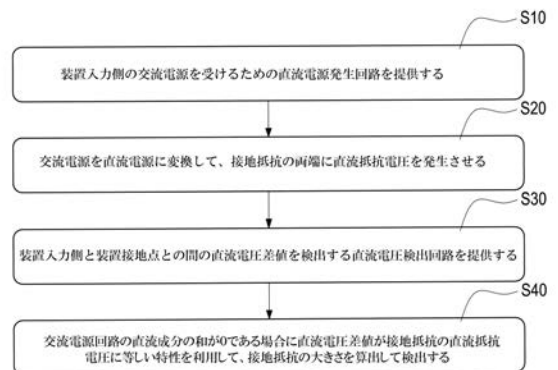 S10
装置入力側の交流電源を受けるための直流電源発生回路を提供する
S20
交流電源を直流電源に変換して、接地抵抗の両端に直流抵抗電圧を発生させる
S30
装置入力側と装置接地点との間の直流電圧差値を検出する直流電圧検出回路を提供する
S40
交流電源回路の直流成分の和が0である場合に直流電圧差値が接地抵抗の直流抵抗
電圧に等しい特性を利用して、接地抵抗の大きさを算出して検出する